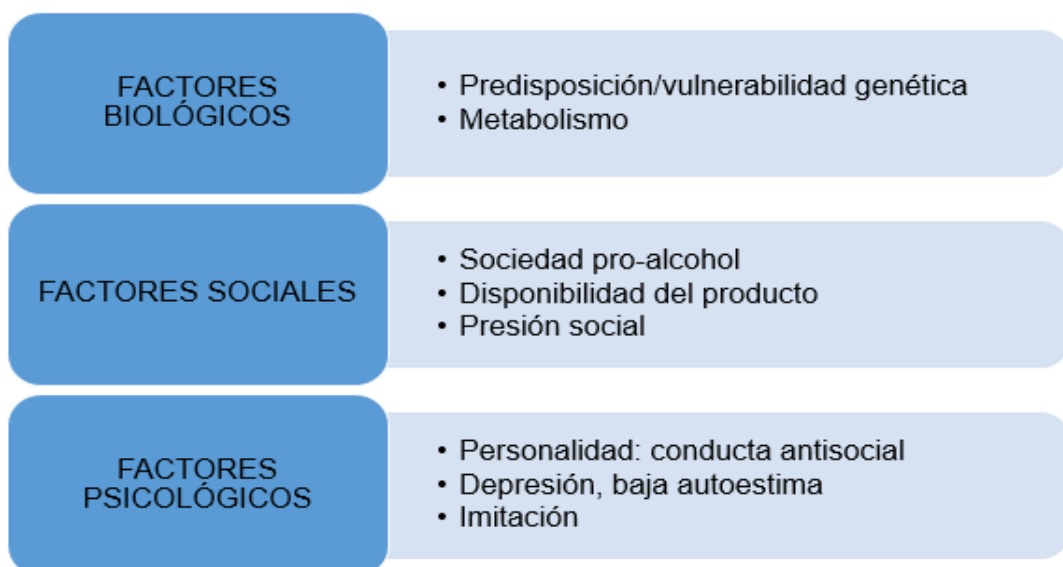 FACTORES
BIOLÓGICOS
• Predisposición/vulnerabilidad genética
• Metabolismo
FACTORES SOCIALES
• Sociedad pro-alcohol
• Disponibilidad del producto
• Presión social
FACTORES
PSICOLÓGICOS
• Personalidad: conducta antisocial
• Depresión, baja autoestima
• Imitación